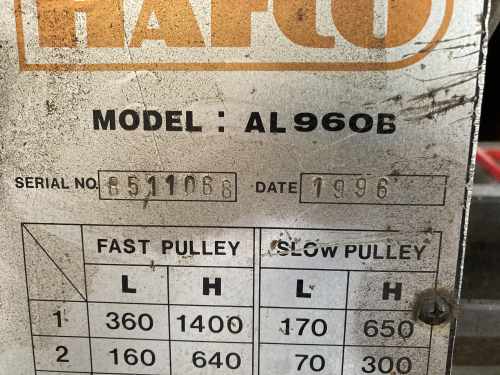 HAFCO
MODEL : AL960B
SERIAL NO. 8511068 DATE 1996
FAST PULLEY SLOW PULLEY
L H L H
1 360 1400 170 650
2 160 640 70 300